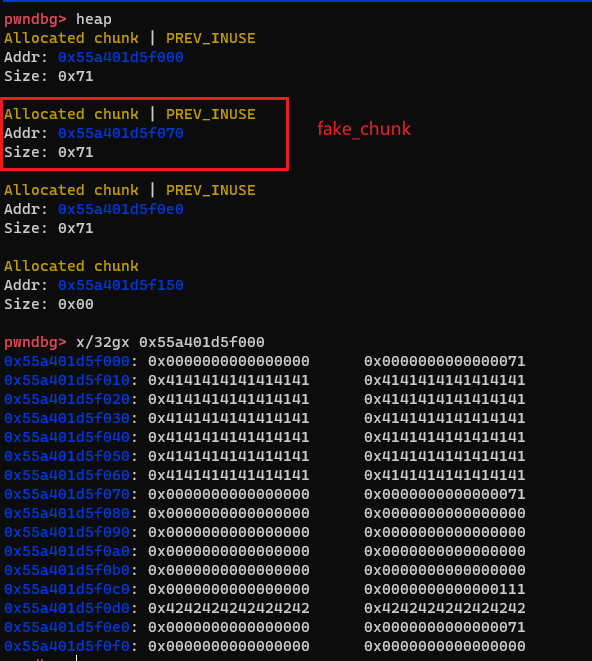 pwndbg> heap
Allocated chunk | PREV_INUSE
Addr: 0x55a401d5f000
Size: 0x71
Allocated chunk | PREV_INUSE
Addr: 0x55a401d5f070
Size: 0x71
fake_chunk
Allocated chunk | PREV_INUSE
Addr: 0x55a401d5f0e0
Size: 0x71
Allocated chunk
Addr: 0x55a401d5f150
Size: 0x00
pwndbg> x/32gx 0x55a401d5f000
0x55a401d5f000: 0x0000000000000000 0x0000000000000071
0x55a401d5f010: 0x4141414141414141 0x4141414141414141
0x55a401d5f020: 0x4141414141414141 0x4141414141414141
0x55a401d5f030: 0x4141414141414141 0x4141414141414141
0x55a401d5f040: 0x4141414141414141 0x4141414141414141
0x55a401d5f050: 0x4141414141414141 0x4141414141414141
0x55a401d5f060: 0x4141414141414141 0x4141414141414141
0x55a401d5f070: 0x0000000000000000 0x0000000000000071
0x55a401d5f080: 0x0000000000000000 0x0000000000000000
0x55a401d5f090: 0x0000000000000000 0x0000000000000000
0x55a401d5f0a0: 0x0000000000000000 0x0000000000000000
0x55a401d5f0b0: 0x0000000000000000 0x0000000000000000
0x55a401d5f0c0: 0x0000000000000000 0x0000000000000111
0x55a401d5f0d0: 0x4242424242424242 0x4242424242424242
0x55a401d5f0e0: 0x0000000000000000 0x0000000000000071
0x55a401d5f0f0: 0x0000000000000000 0x0000000000000000